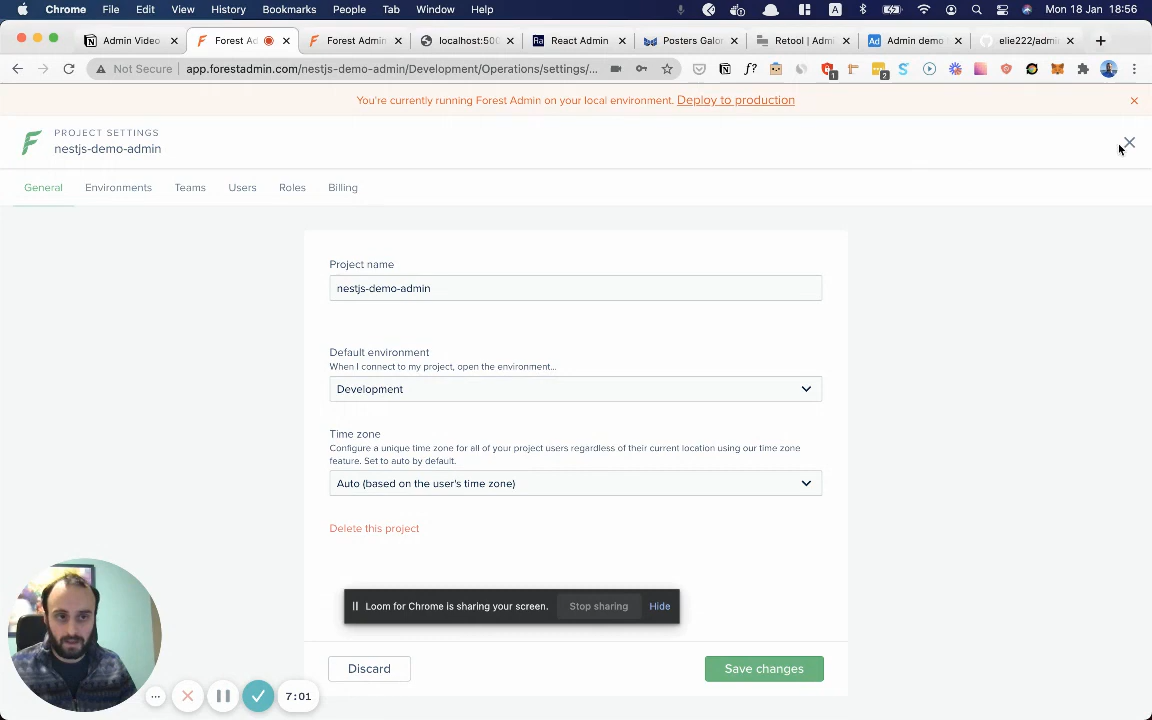 Chrome File Edit View History Bookmarks People Tab Window Help A Mon 18 Jan 18:56
Admin Video Forest Ad Forest Admin localhost:500 Ra React Admin Posters Galor Retool | Admi Ad Admin demo elie222/admin
Not Secure app.forestadmin.com/nestjs-demo-admin/Development/Operations/settings/... f? 1 2
You're currently running Forest Admin on your local environment. Deploy to production
PROJECT SETTINGS
nestjs-demo-admin
General Environments Teams Users Roles Billing
Project name
nestjs-demo-admin
Default environment
When I connect to my project, open the environment...
Development
Time zone
Configure a unique time zone for all of your project users regardless of their current location using our time zone
feature. Set to auto by default.
Auto (based on the user's time zone)
Delete this project
Loom for Chrome is sharing your screen. Stop sharing Hide
Discard Save changes
7:01